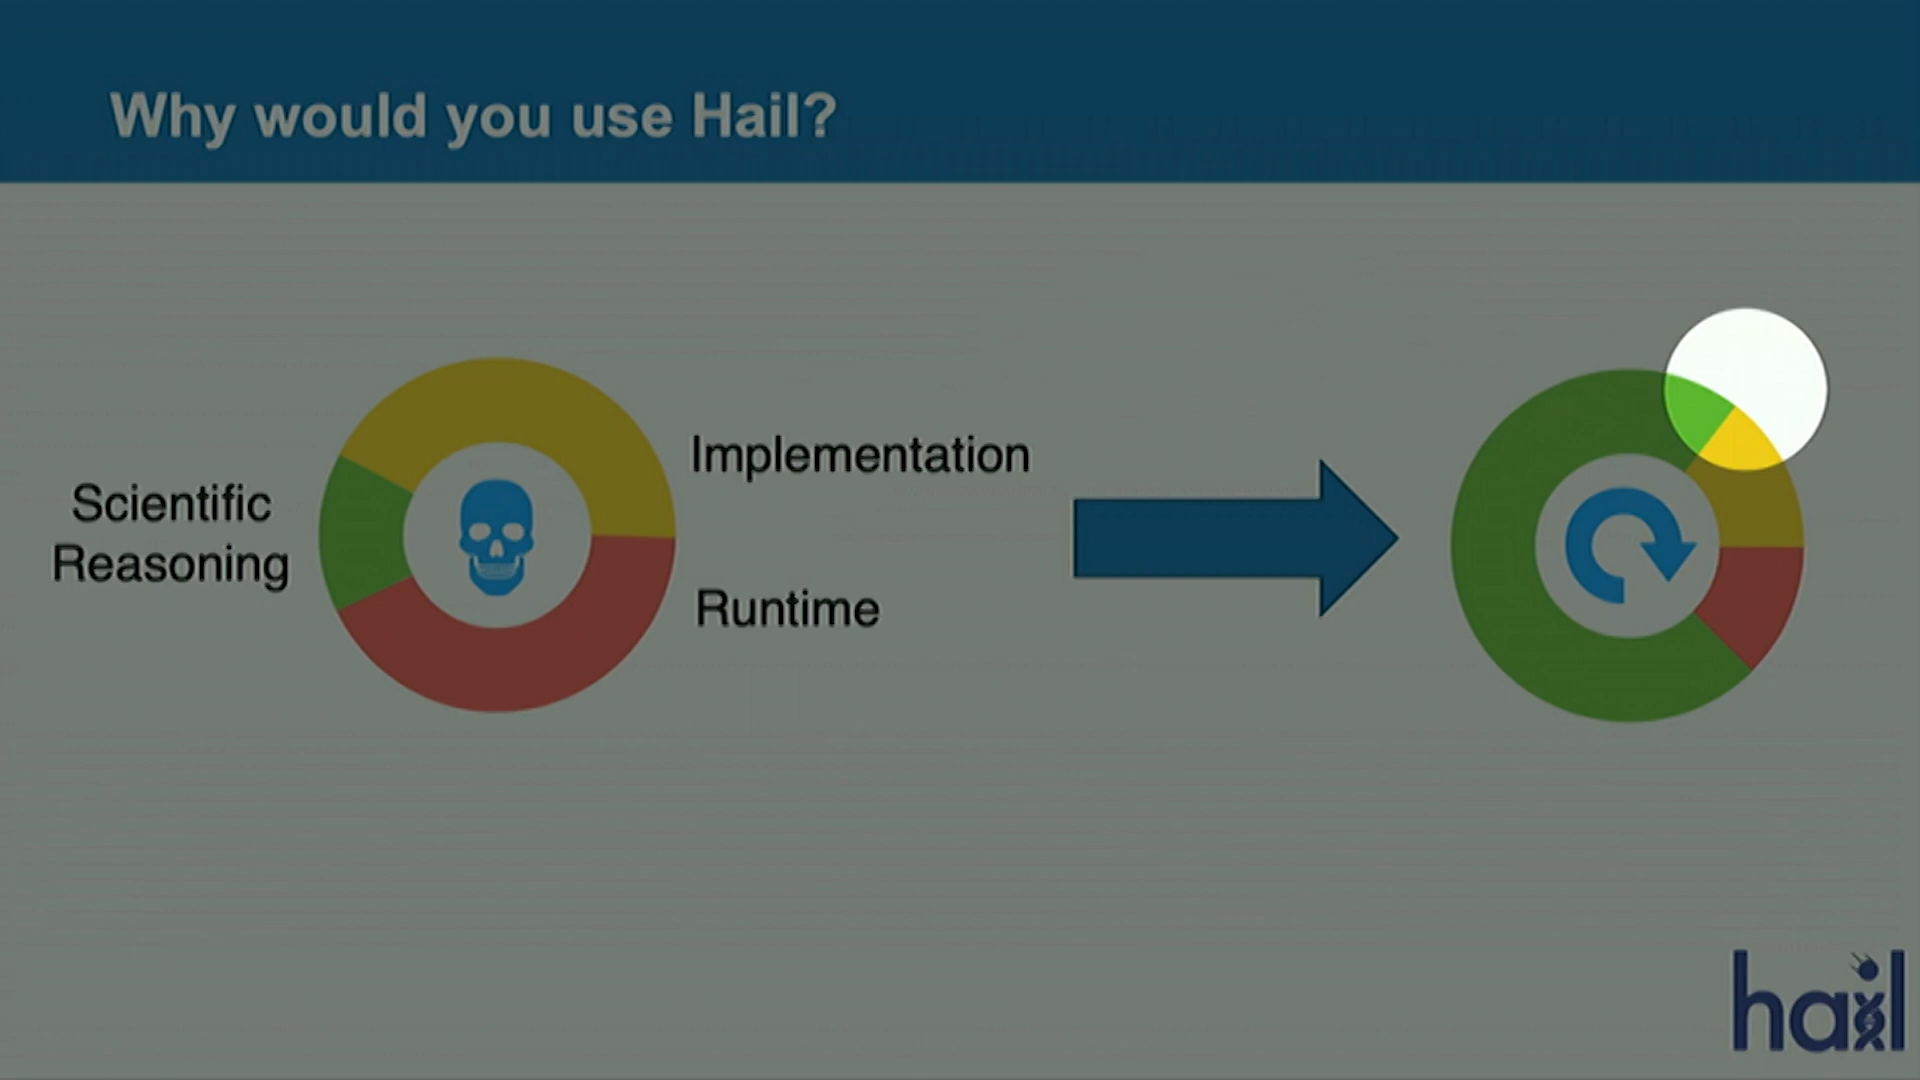 Why would you use Hail?
Scientific
Reasoning
Implementation
Runtime
hail